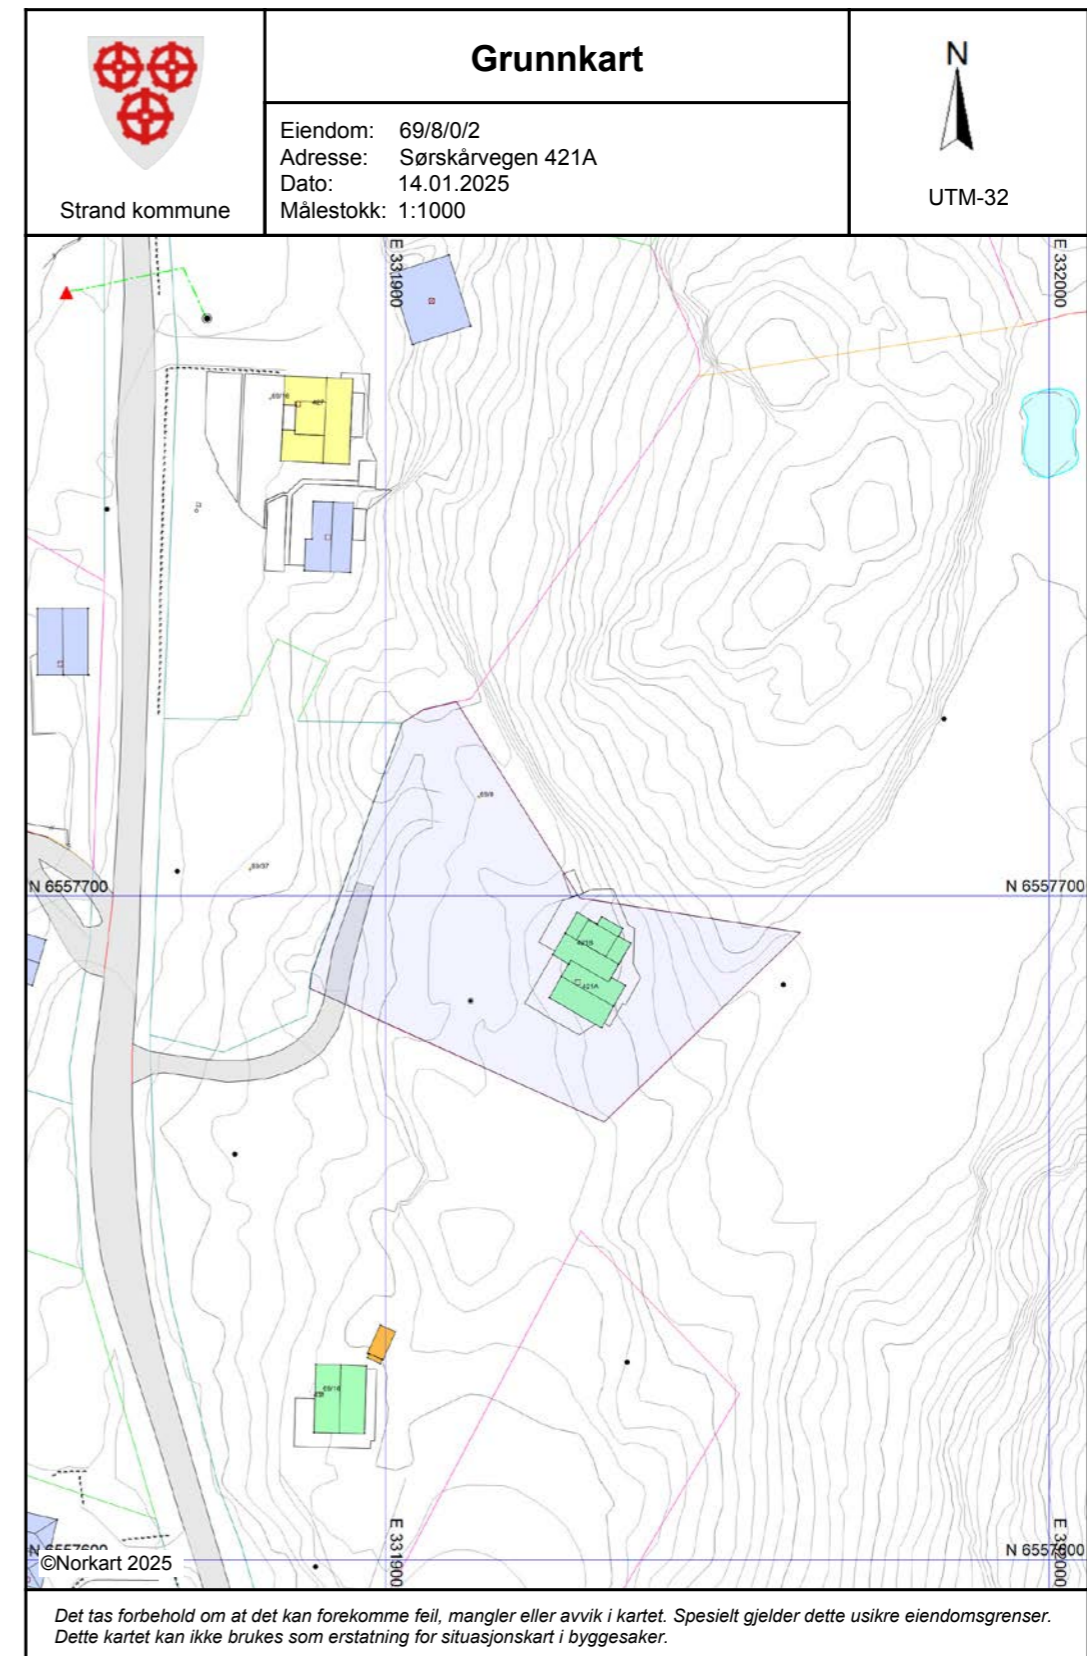 Grunnkart
Strand kommune
Eiendom: 69/8/0/2
Adresse: Sørskårvegen 421A
Dato: 14.01.2025
Målestokk: 1:1000
N
UTM-32
E 331900
E 332000
69/8
69/37
N 6557700
N 6557700
421B
421A
69/16
E 331900
E 332000
N 6557600
N 6557600
©Norkart 2025
Det tas forbehold om at det kan forekomme feil, mangler eller avvik i kartet. Spesielt gjelder dette usikre eiendomsgrenser.
Dette kartet kan ikke brukes som erstatning for situasjonskart i byggesaker.